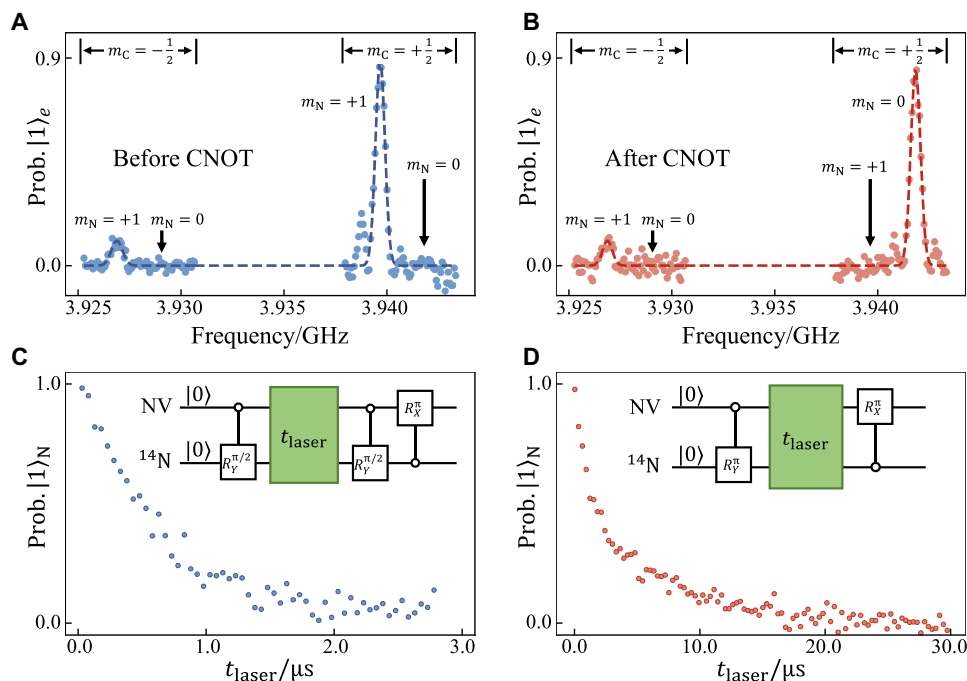 A
m_C = −1/2
m_C = +1/2
0.9
m_N = +1
Before CNOT
m_N = 0
m_N = +1
m_N = 0
0.0
Prob. |1⟩_e
3.925
3.930
3.935
3.940
Frequency/GHz
B
m_C = −1/2
m_C = +1/2
0.9
m_N = 0
After CNOT
m_N = +1
m_N = +1
m_N = 0
0.0
Prob. |1⟩_e
3.925
3.930
3.935
3.940
Frequency/GHz
C
1.0
NV
|0⟩
R_X^π
t_laser
¹⁴N
|0⟩
R_Y^{π/2}
R_Y^{π/2}
Prob. |1⟩_N
0.0
0.0
1.0
2.0
3.0
t_laser/μs
D
1.0
NV
|0⟩
R_X^π
t_laser
¹⁴N
|0⟩
R_Y^π
Prob. |1⟩_N
0.0
0.0
10.0
20.0
30.0
t_laser/μs